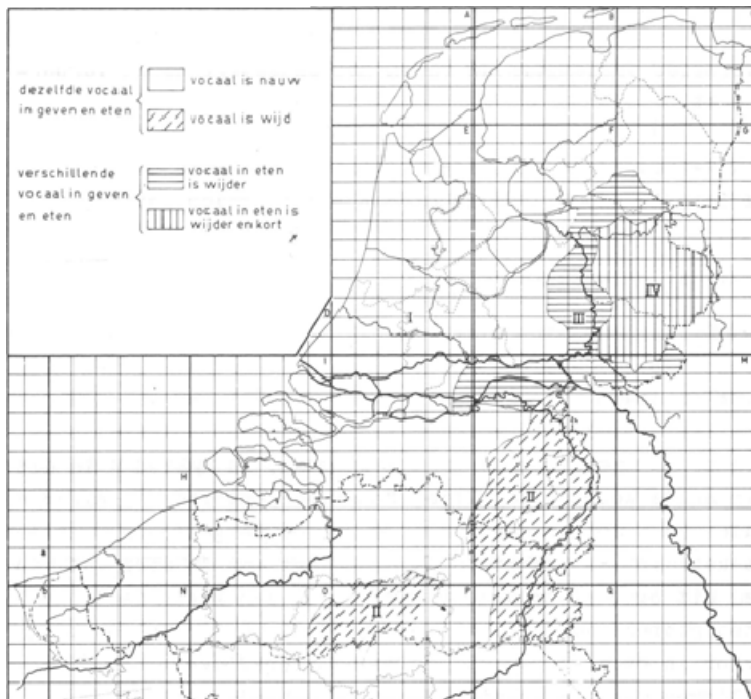 diezelfde vocaal
in geven en eten
vocaal is nauw
vocaal is wijd
verschillende
vocaal in geven
en eten
vocaal in eten
is wijder
vocaal in eten is
wijder en kort
A
B
E
F
G
D
I
III
IV
I
M
H
II
a
b
N
O
II
P
Q